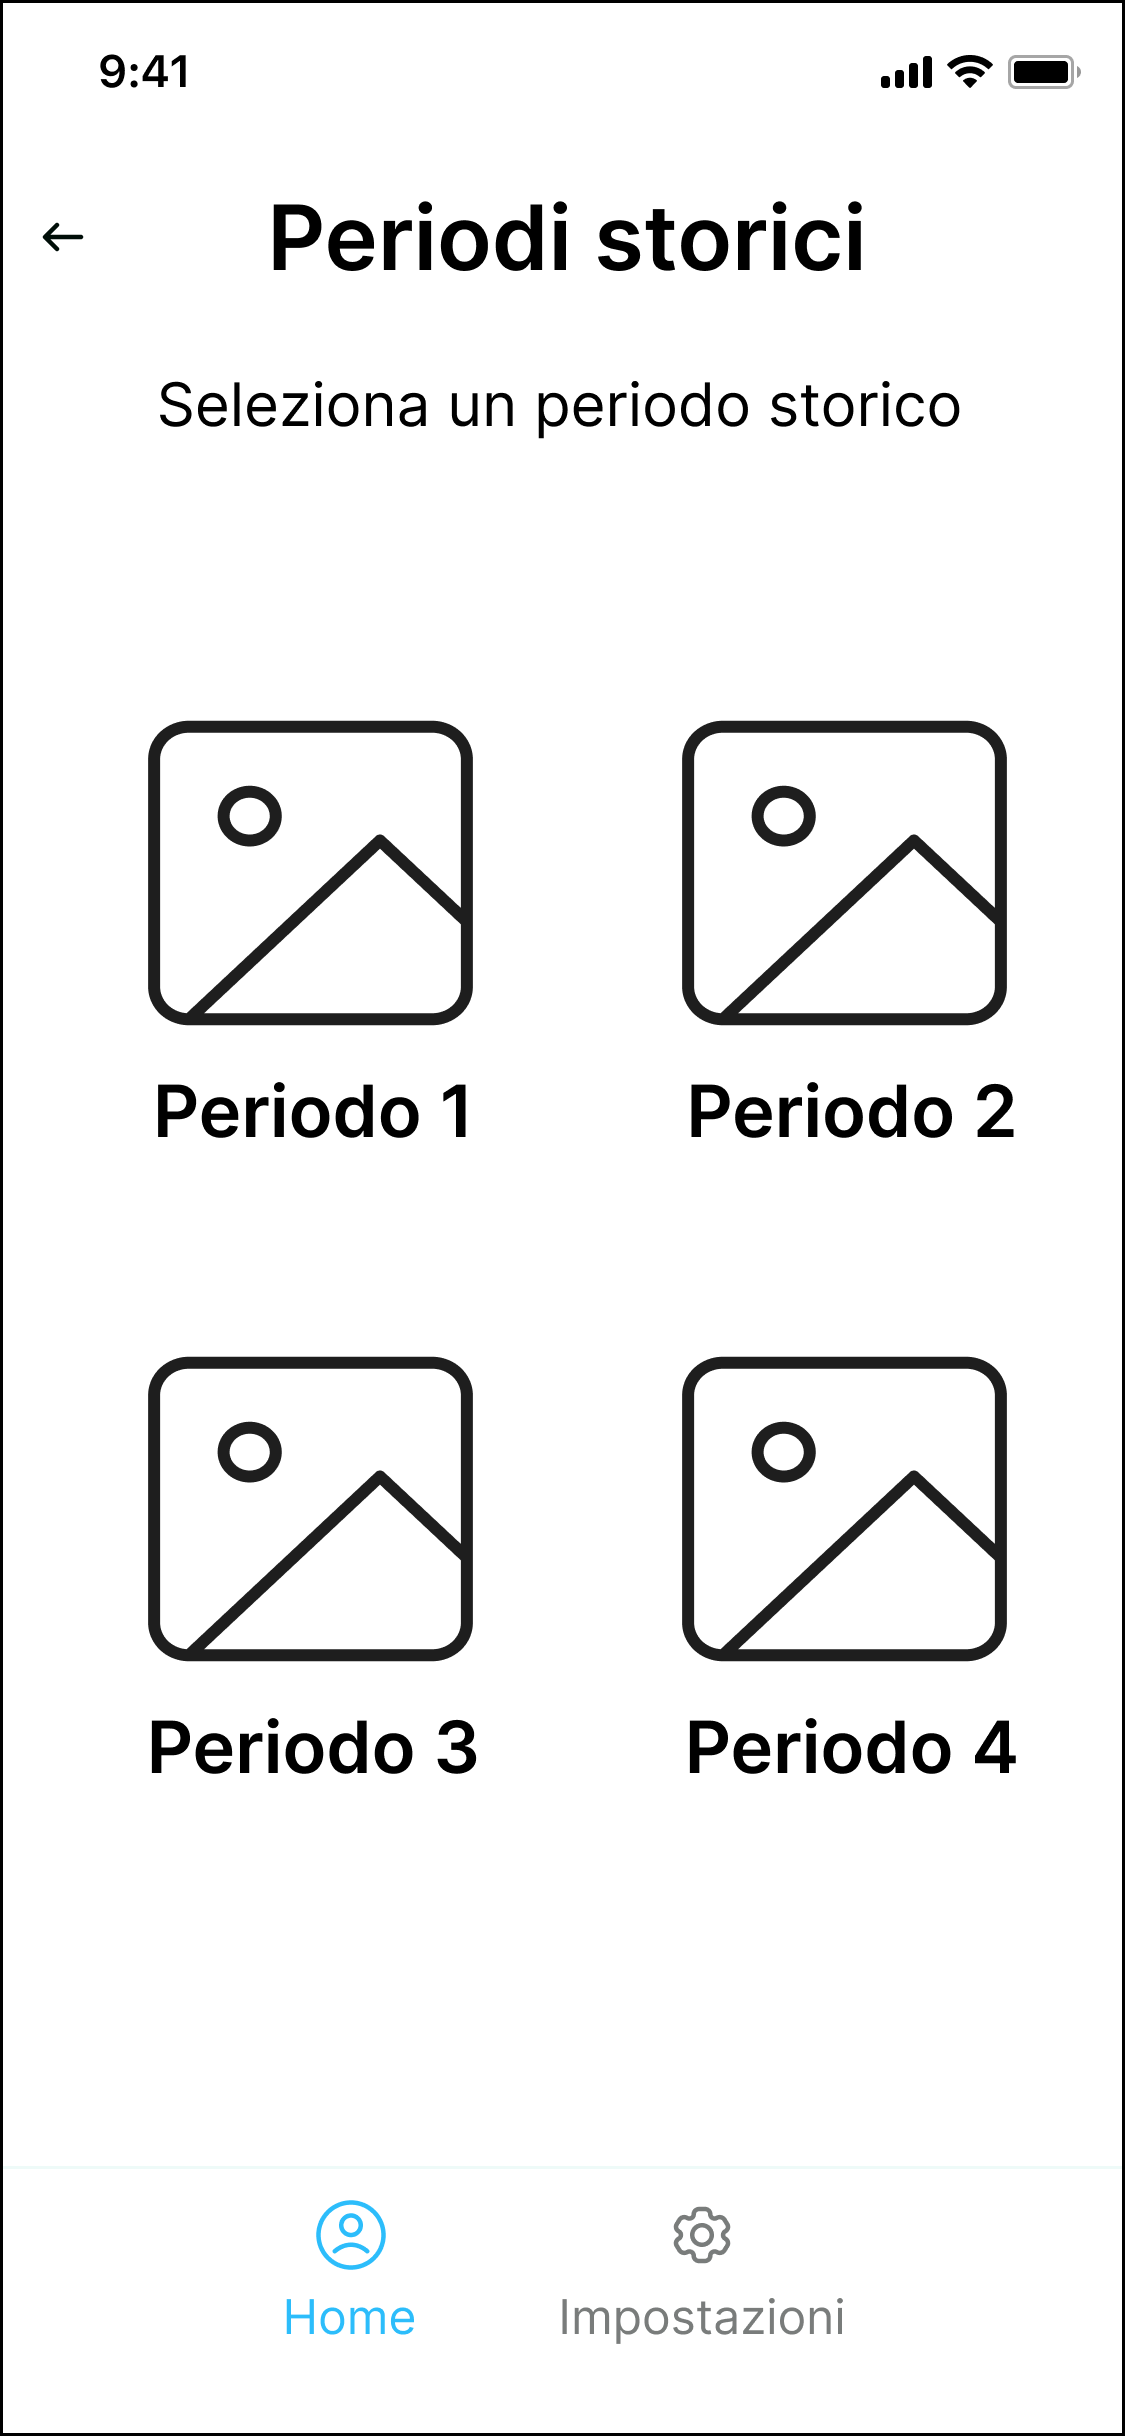 9:41
Periodi storici
Seleziona un periodo storico
Periodo 1
Periodo 2
Periodo 3
Periodo 4
Home
Impostazioni